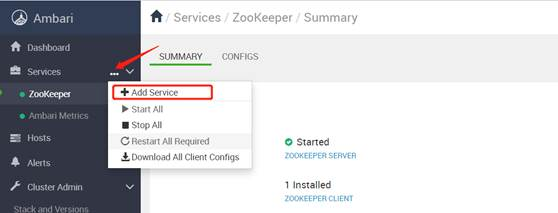 Ambari
/ Services / ZooKeeper / Summary
Dashboard
Services
ZooKeeper
Ambari Metrics
Hosts
Alerts
Cluster Admin
Stack and Versions
Add Service
Start All
Stop All
Restart All Required
Download All Client Configs
SUMMARY
CONFIGS
Started
ZOOKEEPER SERVER
1 Installed
ZOOKEEPER CLIENT